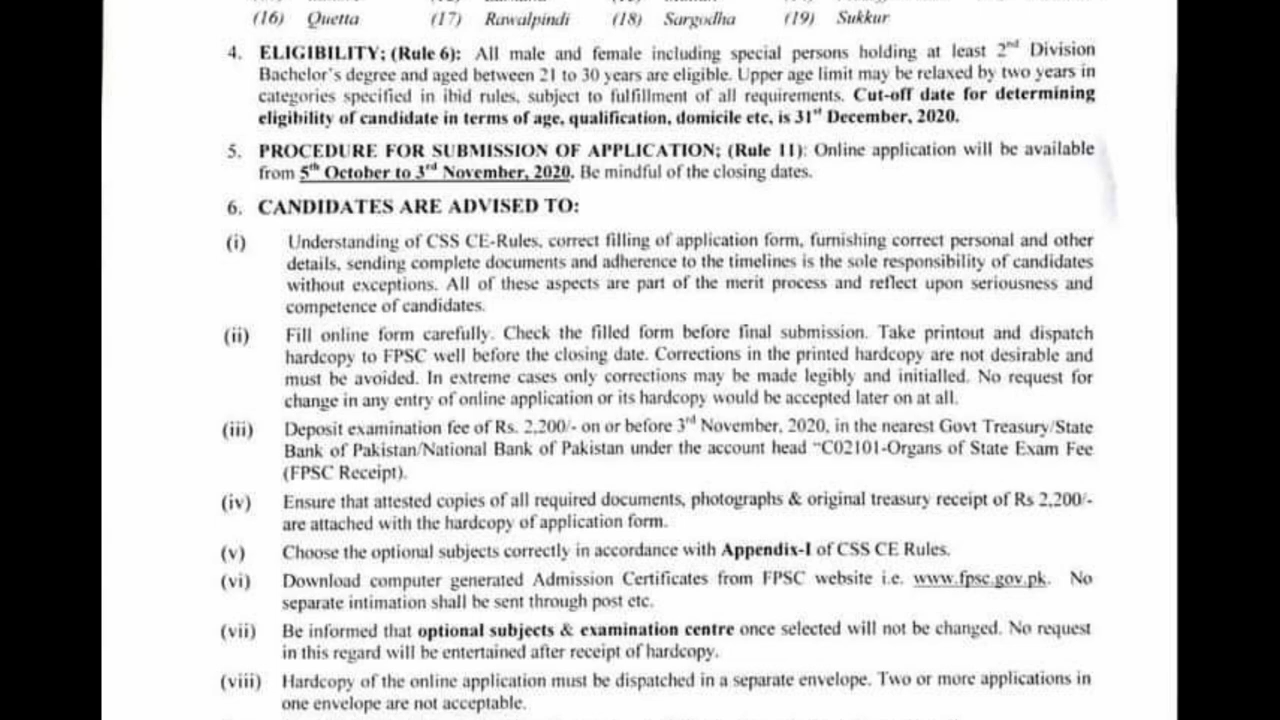 (16) Quetta (17) Rawalpindi (18) Sargodha (19) Sukkur
4. ELIGIBILITY; (Rule 6): All male and female including special persons holding at least 2nd Division
Bachelor's degree and aged between 21 to 30 years are eligible. Upper age limit may be relaxed by two years in
categories specified in ibid rules, subject to fulfillment of all requirements. Cut-off date for determining
eligibility of candidate in terms of age, qualification, domicile etc, is 31st December, 2020.
5. PROCEDURE FOR SUBMISSION OF APPLICATION; (Rule 11): Online application will be available
from 5th October to 3rd November, 2020. Be mindful of the closing dates.
6. CANDIDATES ARE ADVISED TO:
(i) Understanding of CSS CE-Rules, correct filling of application form, furnishing correct personal and other
details, sending complete documents and adherence to the timelines is the sole responsibility of candidates
without exceptions. All of these aspects are part of the merit process and reflect upon seriousness and
competence of candidates.
(ii) Fill online form carefully. Check the filled form before final submission. Take printout and dispatch
hardcopy to FPSC well before the closing date. Corrections in the printed hardcopy are not desirable and
must be avoided. In extreme cases only corrections may be made legibly and initialled. No request for
change in any entry of online application or its hardcopy would be accepted later on at all.
(iii) Deposit examination fee of Rs. 2,200/- on or before 3rd November, 2020, in the nearest Govt Treasury/State
Bank of Pakistan/National Bank of Pakistan under the account head "C02101-Organs of State Exam Fee
(FPSC Receipt).
(iv) Ensure that attested copies of all required documents, photographs & original treasury receipt of Rs 2,200/-
are attached with the hardcopy of application form.
(v) Choose the optional subjects correctly in accordance with Appendix-I of CSS CE Rules.
(vi) Download computer generated Admission Certificates from FPSC website i.e. www.fpsc.gov.pk. No
separate intimation shall be sent through post etc.
(vii) Be informed that optional subjects & examination centre once selected will not be changed. No request
in this regard will be entertained after receipt of hardcopy.
(viii) Hardcopy of the online application must be dispatched in a separate envelope. Two or more applications in
one envelope are not acceptable.